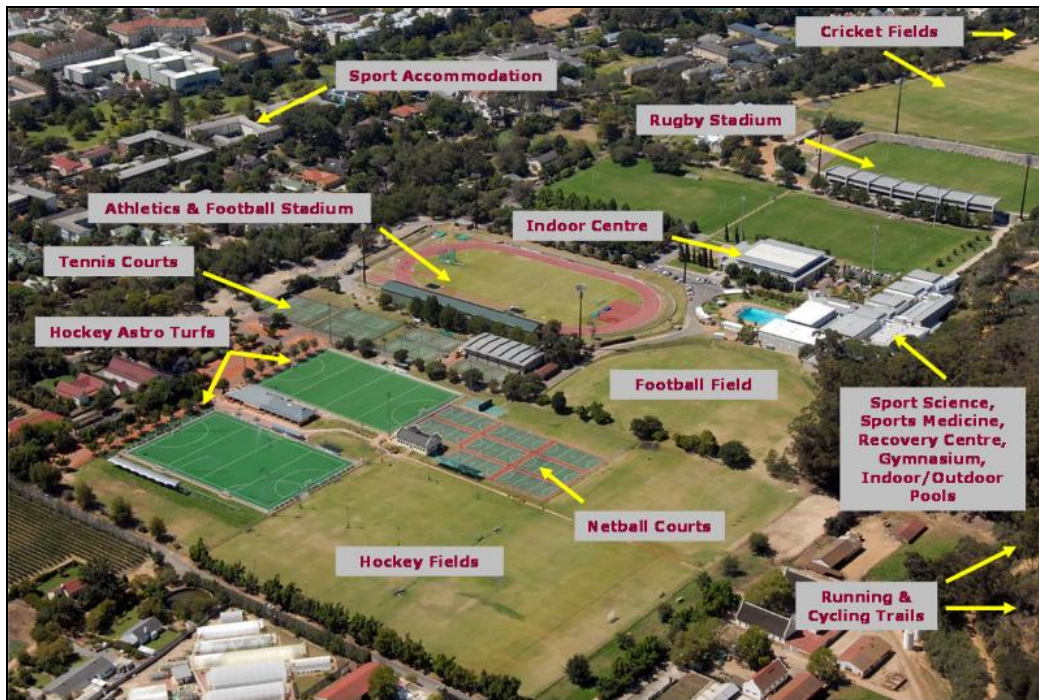 Cricket Fields
Sport Accommodation
Rugby Stadium
Athletics & Football Stadium
Indoor Centre
Tennis Courts
Hockey Astro Turfs
Football Field
Sport Science,
Sports Medicine,
Recovery Centre,
Gymnasium,
Indoor/Outdoor
Pools
Netball Courts
Hockey Fields
Running &
Cycling Trails